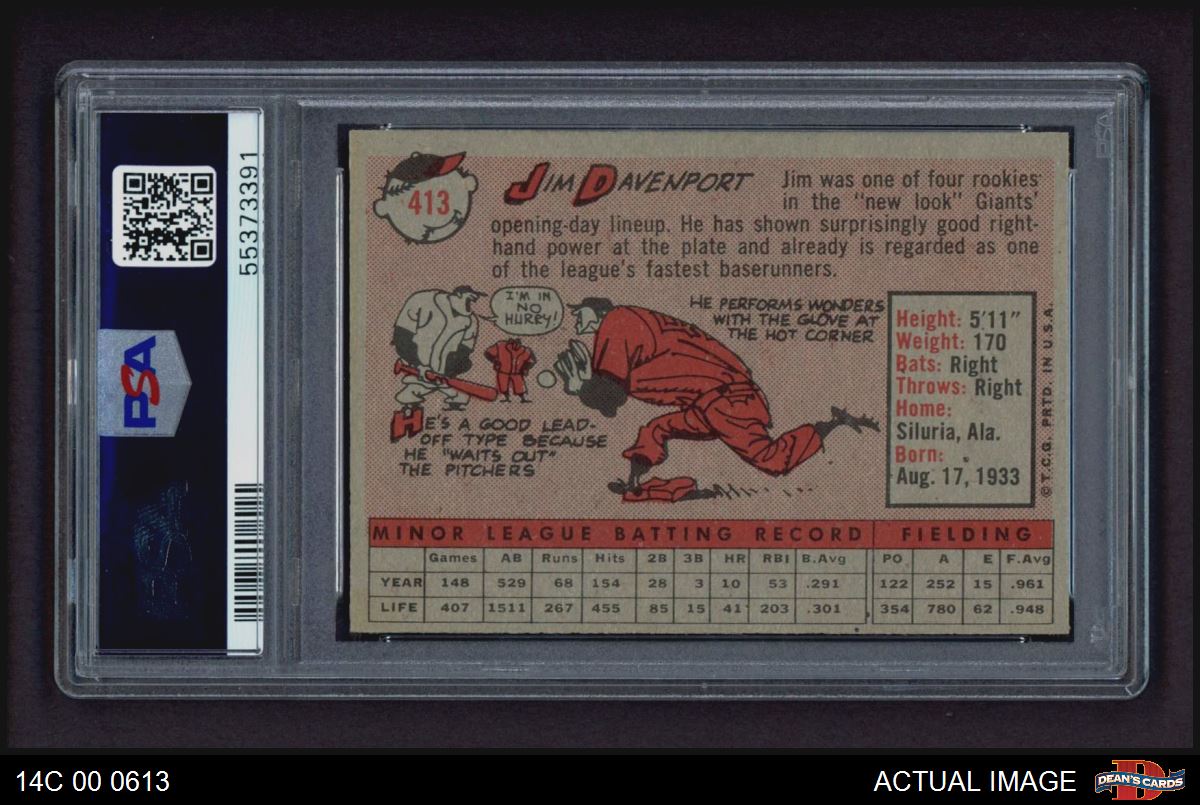 55373391
PSA
PSA
413
JIM DAVENPORT
Jim was one of four rookies
in the "new look" Giants'
opening-day lineup. He has shown surprisingly good right-
hand power at the plate and already is regarded as one
of the league's fastest baserunners.
I'M IN
NO
HURRY!
HE PERFORMS WONDERS
WITH THE GLOVE AT
THE HOT CORNER
HE'S A GOOD LEAD-
OFF TYPE BECAUSE
HE "WAITS OUT"
THE PITCHERS
Height: 5'11"
Weight: 170
Bats: Right
Throws: Right
Home:
Siluria, Ala.
Born:
Aug. 17, 1933
© T.C.G. PRTD. IN U.S.A.
MINOR LEAGUE BATTING RECORD FIELDING
Games AB Runs Hits 2B 3B HR RBI B.Avg PO A E F.Avg
YEAR 148 529 68 154 28 3 10 53 .291 122 252 15 .961
LIFE 407 1511 267 455 85 15 41 203 .301 354 780 62 .948
14C 00 0613
ACTUAL IMAGE
DEAN'S CARDS